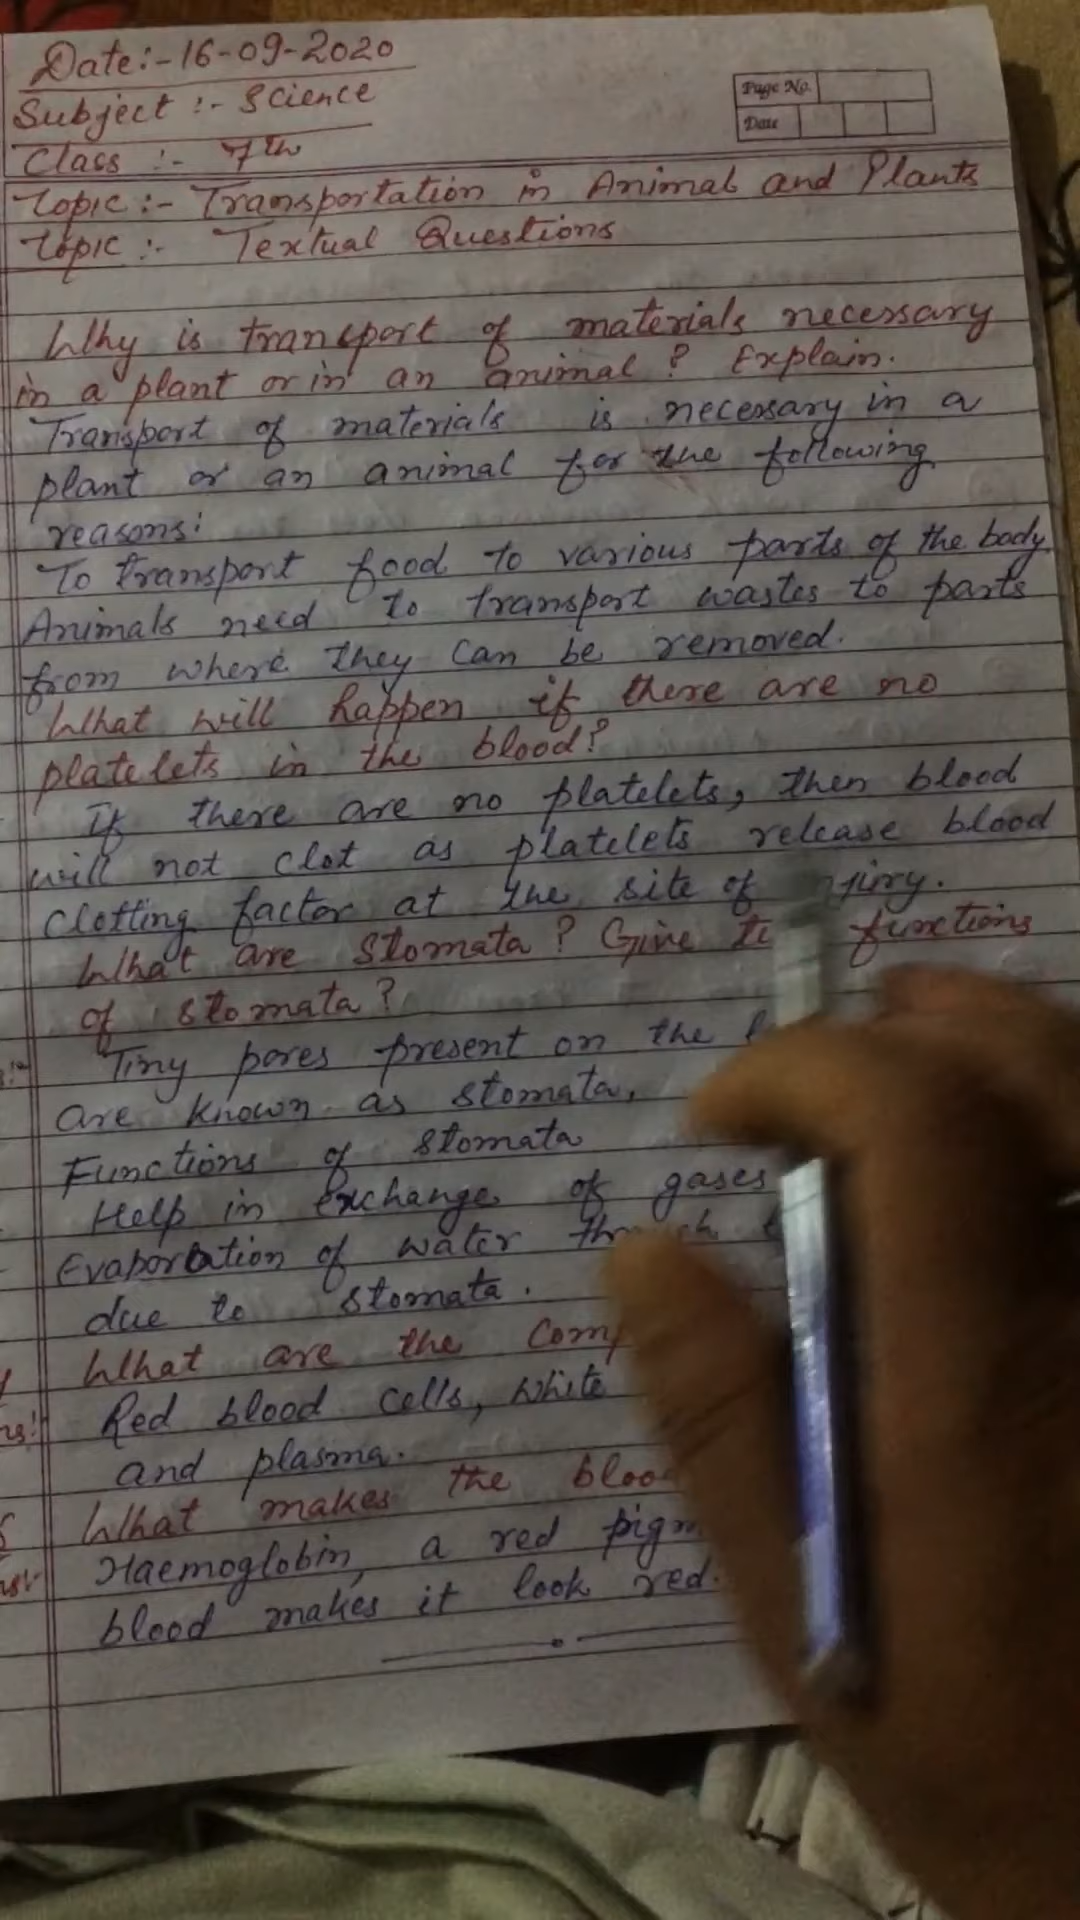 Date:-16-09-2020
Subject :- Science
Page No.
Date
Class :- 7th
Topic :- Transportation in Animal and Plants
Topic :- Textual Questions
Why is transport of materials necessary
in a plant or in an animal? Explain.
Transport of materials is necessary in a
plant or an animal for the following
reasons:
To transport food to various parts of the body
Animals need to transport wastes to parts
from where they can be removed.
What will happen if there are no
platelets in the blood?
If there are no platelets, then blood
will not clot as platelets release blood
clotting factor at the site of
What are stomata? Give functions
of stomata?
Tiny pores present on the
are known as stomata.
Functions of stomata
Help in exchange of gases
Evaporation of water
due to stomata.
What are the
Red blood cells, white
and plasma.
What makes the
Haemoglobin, a red
blood makes it look red.